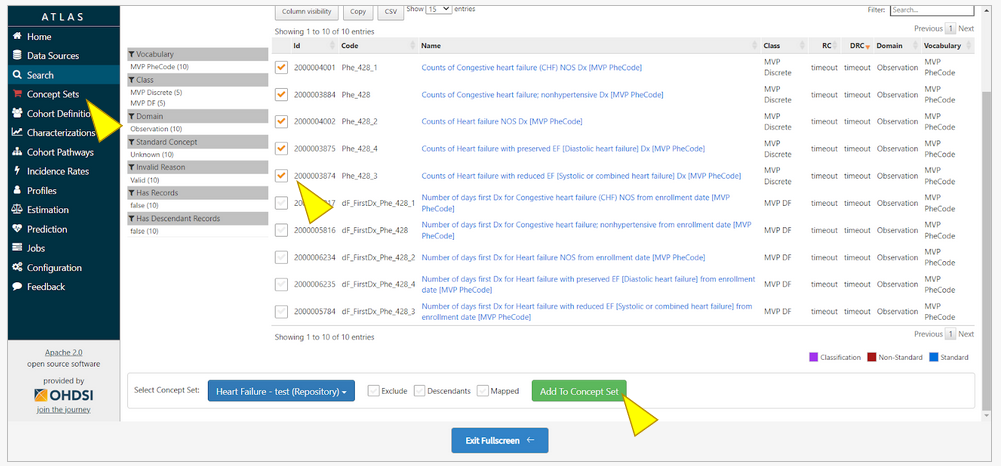 ATLAS
Home
Data Sources
Search
Concept Sets
Cohort Definitio
Characterizations
Cohort Pathways
Incidence Rates
Profiles
Estimation
Prediction
Jobs
Configuration
Feedback
Apache 2.0
open source software
provided by
OHDSI
join the journey
Column visibility Copy CSV Show 15 entries Filter: Search...
Showing 1 to 10 of 10 entries Previous 1 Next
Vocabulary
MVP PheCode (10)
Class
MVP Discrete (5)
MVP DF (5)
Domain
Observation (10)
Standard Concept
Unknown (10)
Invalid Reason
Valid (10)
Has Records
false (10)
Has Descendant Records
false (10)
Id Code Name Class RC DRC Domain Vocabulary
2000004001 Phe_428_1 Counts of Congestive heart failure (CHF) NOS Dx [MVP PheCode] MVP Discrete timeout timeout Observation MVP PheCode
2000003884 Phe_428 Counts of Congestive heart failure; nonhypertensive Dx [MVP PheCode] MVP Discrete timeout timeout Observation MVP PheCode
2000004002 Phe_428_2 Counts of Heart failure NOS Dx [MVP PheCode] MVP Discrete timeout timeout Observation MVP PheCode
2000003875 Phe_428_4 Counts of Heart failure with preserved EF [Diastolic heart failure] Dx [MVP PheCode] MVP Discrete timeout timeout Observation MVP PheCode
2000003874 Phe_428_3 Counts of Heart failure with reduced EF [Systolic or combined heart failure] Dx [MVP PheCode] MVP Discrete timeout timeout Observation MVP PheCode
dF_FirstDx_Phe_428_1 Number of days first Dx for Congestive heart failure (CHF) NOS from enrollment date [MVP PheCode] MVP DF timeout timeout Observation MVP PheCode
2000005816 dF_FirstDx_Phe_428 Number of days first Dx for Congestive heart failure; nonhypertensive from enrollment date [MVP PheCode] MVP DF timeout timeout Observation MVP PheCode
2000006234 dF_FirstDx_Phe_428_2 Number of days first Dx for Heart failure NOS from enrollment date [MVP PheCode] MVP DF timeout timeout Observation MVP PheCode
2000006235 dF_FirstDx_Phe_428_4 Number of days first Dx for Heart failure with preserved EF [Diastolic heart failure] from enrollment date [MVP PheCode] MVP DF timeout timeout Observation MVP PheCode
2000005784 dF_FirstDx_Phe_428_3 Number of days first Dx for Heart failure with reduced EF [Systolic or combined heart failure] from enrollment date [MVP PheCode] MVP DF timeout timeout Observation MVP PheCode
Showing 1 to 10 of 10 entries Previous 1 Next
Classification Non-Standard Standard
Select Concept Set: Heart Failure - test (Repository) Exclude Descendants Mapped Add To Concept Set
Exit Fullscreen